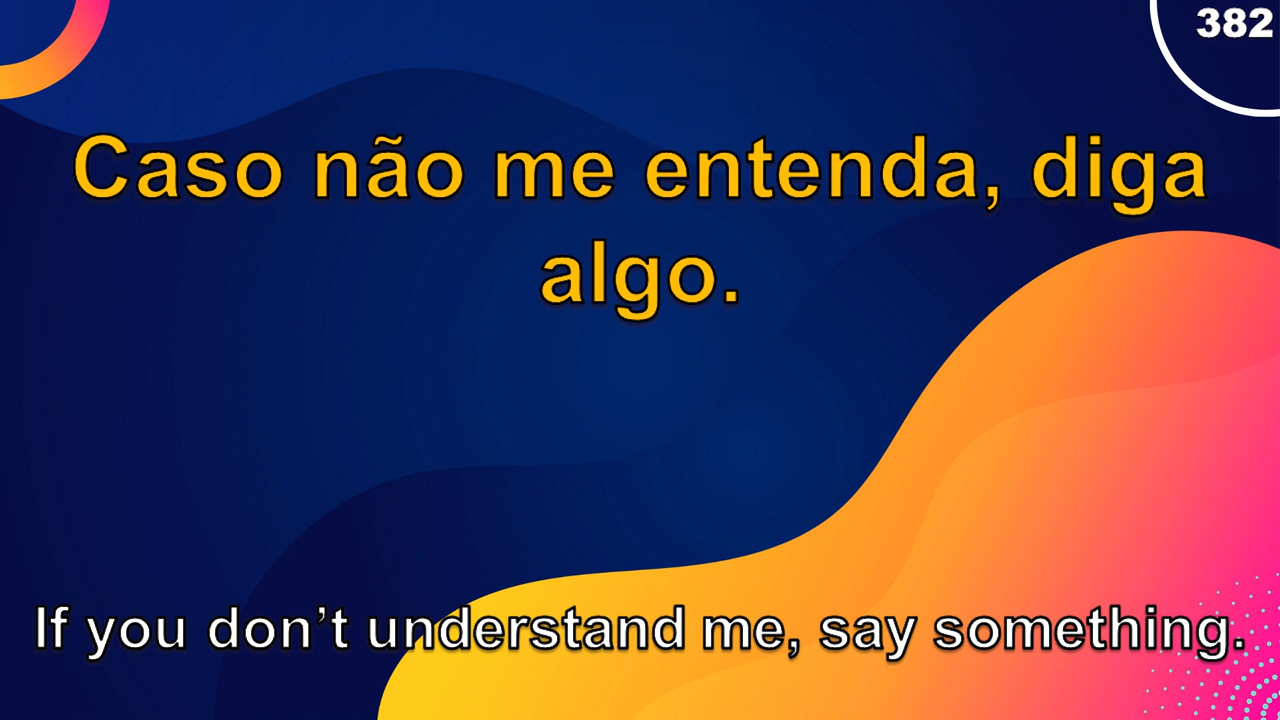 382
Caso não me entenda, diga
algo.
If you don’t understand me, say something.